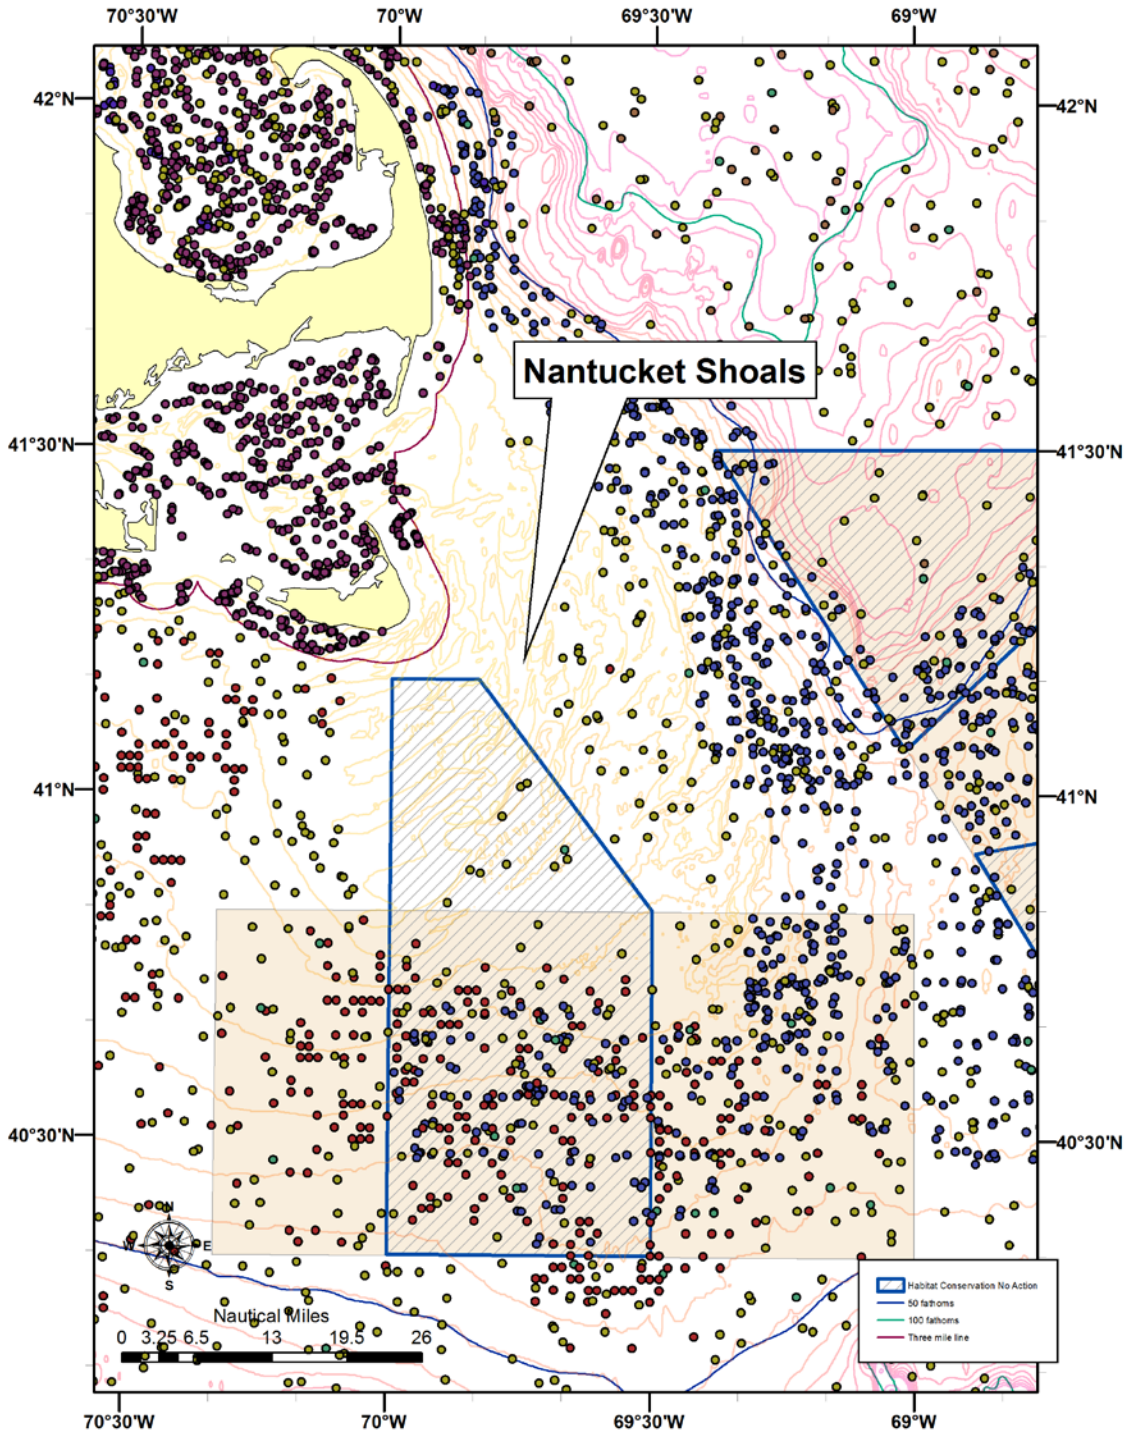 70°30'W 70°W 69°30'W 69°W
42°N 42°N
Nantucket Shoals
41°30'N 41°30'N
41°N 41°N
40°30'N 40°30'N
N
W E
S
Nautical Miles
0 3.25 6.5 13 19.5 26
Habitat Conservation No Action
50 fathoms
100 fathoms
Three mile line
70°30'W 70°W 69°30'W 69°W